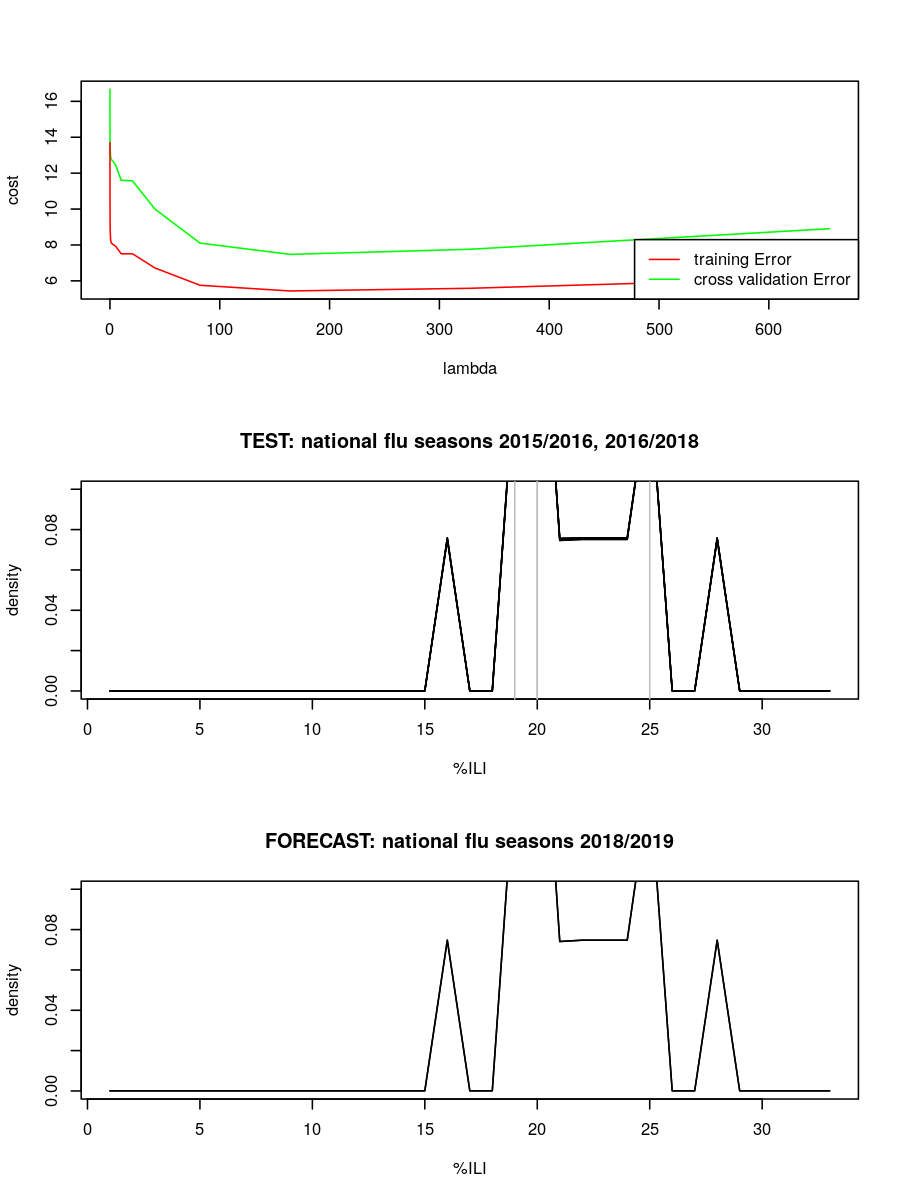 16
14
12
10
8
6
cost
training Error
cross validation Error
0 100 200 300 400 500 600
lambda
TEST: national flu seasons 2015/2016, 2016/2018
0.08
0.04
0.00
density
0 5 10 15 20 25 30
%ILI
FORECAST: national flu seasons 2018/2019
0.08
0.04
0.00
density
0 5 10 15 20 25 30
%ILI